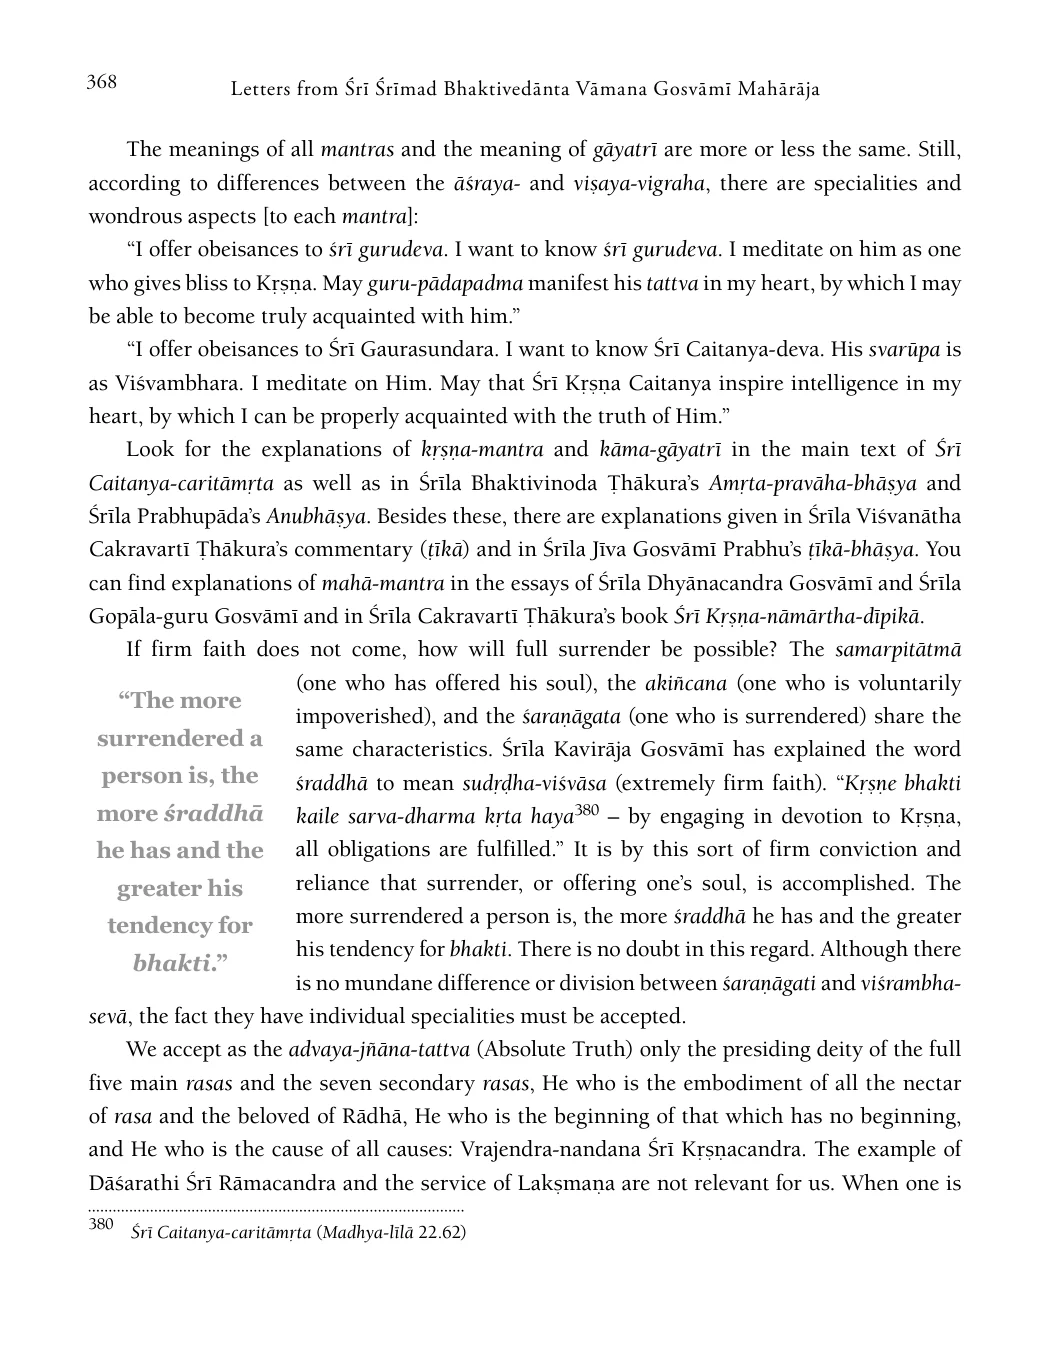 368
Letters from Śrī Śrīmad Bhaktivedānta Vāmana Gosvāmī Mahārāja
The meanings of all mantras and the meaning of gāyatrī are more or less the same. Still,
according to differences between the āśraya- and viṣaya-vigraha, there are specialities and
wondrous aspects [to each mantra]:
“I offer obeisances to śrī gurudeva. I want to know śrī gurudeva. I meditate on him as one
who gives bliss to Kṛṣṇa. May guru-pādapadma manifest his tattva in my heart, by which I may
be able to become truly acquainted with him.”
“I offer obeisances to Śrī Gaurasundara. I want to know Śrī Caitanya-deva. His svarūpa is
as Viśvambhara. I meditate on Him. May that Śrī Kṛṣṇa Caitanya inspire intelligence in my
heart, by which I can be properly acquainted with the truth of Him.”
Look for the explanations of kṛṣṇa-mantra and kāma-gāyatrī in the main text of Śrī
Caitanya-caritāmṛta as well as in Śrīla Bhaktivinoda Ṭhākura’s Amṛta-pravāha-bhāṣya and
Śrīla Prabhupāda’s Anubhāṣya. Besides these, there are explanations given in Śrīla Viśvanātha
Cakravartī Ṭhākura’s commentary (ṭīkā) and in Śrīla Jīva Gosvāmī Prabhu’s ṭīkā-bhāṣya. You
can find explanations of mahā-mantra in the essays of Śrīla Dhyānacandra Gosvāmī and Śrīla
Gopāla-guru Gosvāmī and in Śrīla Cakravartī Ṭhākura’s book Śrī Kṛṣṇa-nāmārtha-dīpikā.
If firm faith does not come, how will full surrender be possible? The samarpitātmā
(one who has offered his soul), the akiñcana (one who is voluntarily
impoverished), and the śaraṇāgata (one who is surrendered) share the
same characteristics. Śrīla Kavirāja Gosvāmī has explained the word
śraddhā to mean sudṛḍha-viśvāsa (extremely firm faith). “Kṛṣṇe bhakti
kaile sarva-dharma kṛta haya380 – by engaging in devotion to Kṛṣṇa,
all obligations are fulfilled.” It is by this sort of firm conviction and
reliance that surrender, or offering one’s soul, is accomplished. The
more surrendered a person is, the more śraddhā he has and the greater
his tendency for bhakti. There is no doubt in this regard. Although there
is no mundane difference or division between śaraṇāgati and viśrambha-
sevā, the fact they have individual specialities must be accepted.
“The more
surrendered a
person is, the
more śraddhā
he has and the
greater his
tendency for
bhakti.”
We accept as the advaya-jñāna-tattva (Absolute Truth) only the presiding deity of the full
five main rasas and the seven secondary rasas, He who is the embodiment of all the nectar
of rasa and the beloved of Rādhā, He who is the beginning of that which has no beginning,
and He who is the cause of all causes: Vrajendra-nandana Śrī Kṛṣṇacandra. The example of
Dāśarathi Śrī Rāmacandra and the service of Lakṣmaṇa are not relevant for us. When one is
380 Śrī Caitanya-caritāmṛta (Madhya-līlā 22.62)